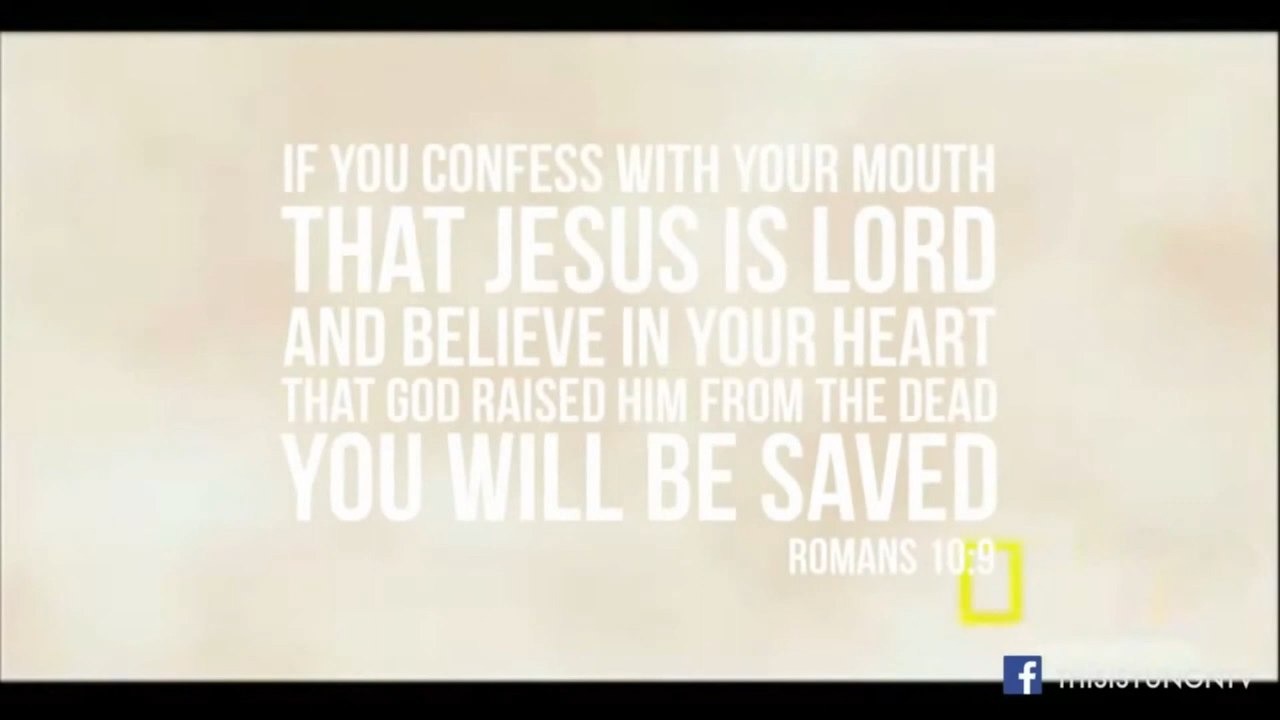 IF YOU CONFESS WITH YOUR MOUTH
THAT JESUS IS LORD
AND BELIEVE IN YOUR HEART
THAT GOD RAISED HIM FROM THE DEAD
YOU WILL BE SAVED
ROMANS 10:9